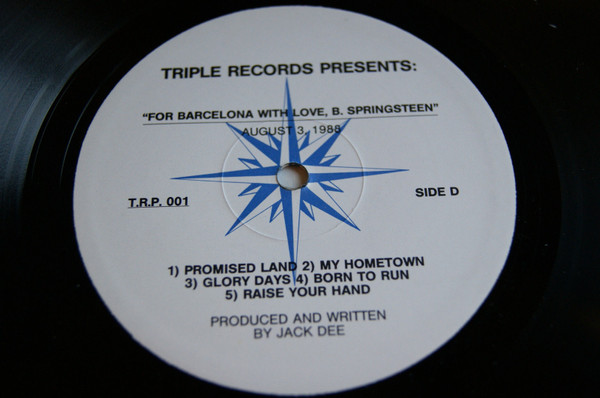 TRIPLE RECORDS PRESENTS:
"FOR BARCELONA WITH LOVE, B. SPRINGSTEEN"
AUGUST 3, 1988
T.R.P. 001
SIDE D
1) PROMISED LAND 2) MY HOMETOWN
3) GLORY DAYS 4) BORN TO RUN
5) RAISE YOUR HAND
PRODUCED AND WRITTEN
BY JACK DEE